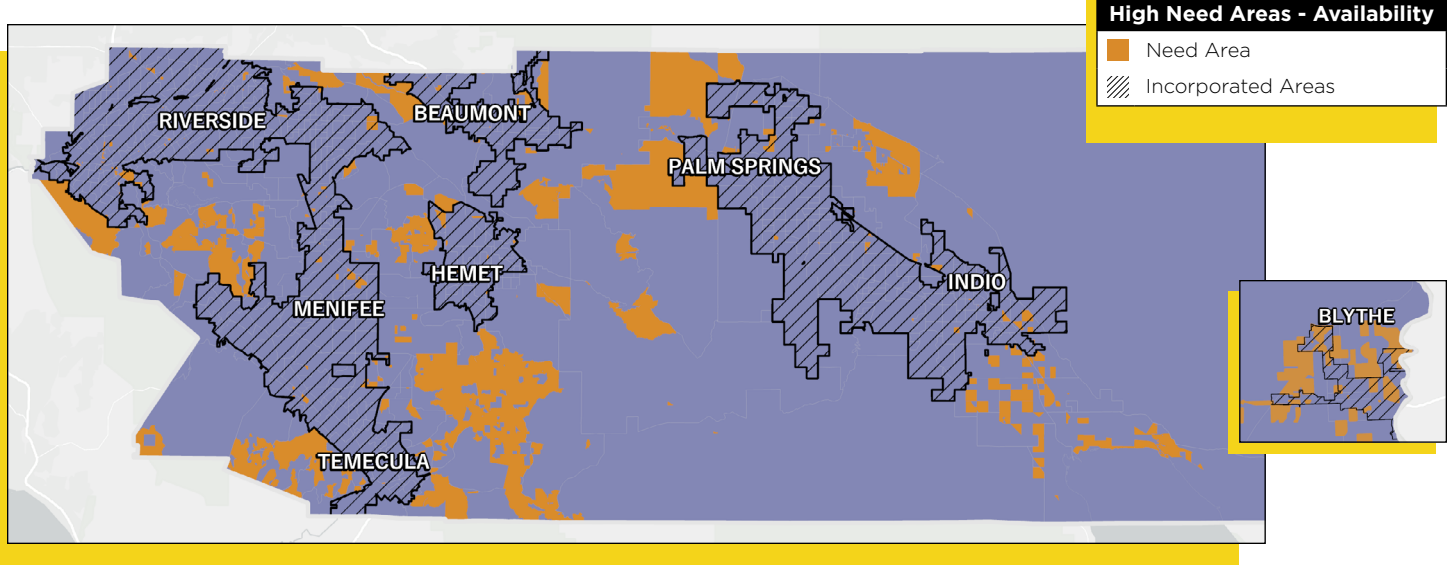 High Need Areas - Availability
Need Area
Incorporated Areas
RIVERSIDE
BEAUMONT
PALM SPRINGS
HEMET
INDIO
MENIFEE
BLYTHE
TEMECULA